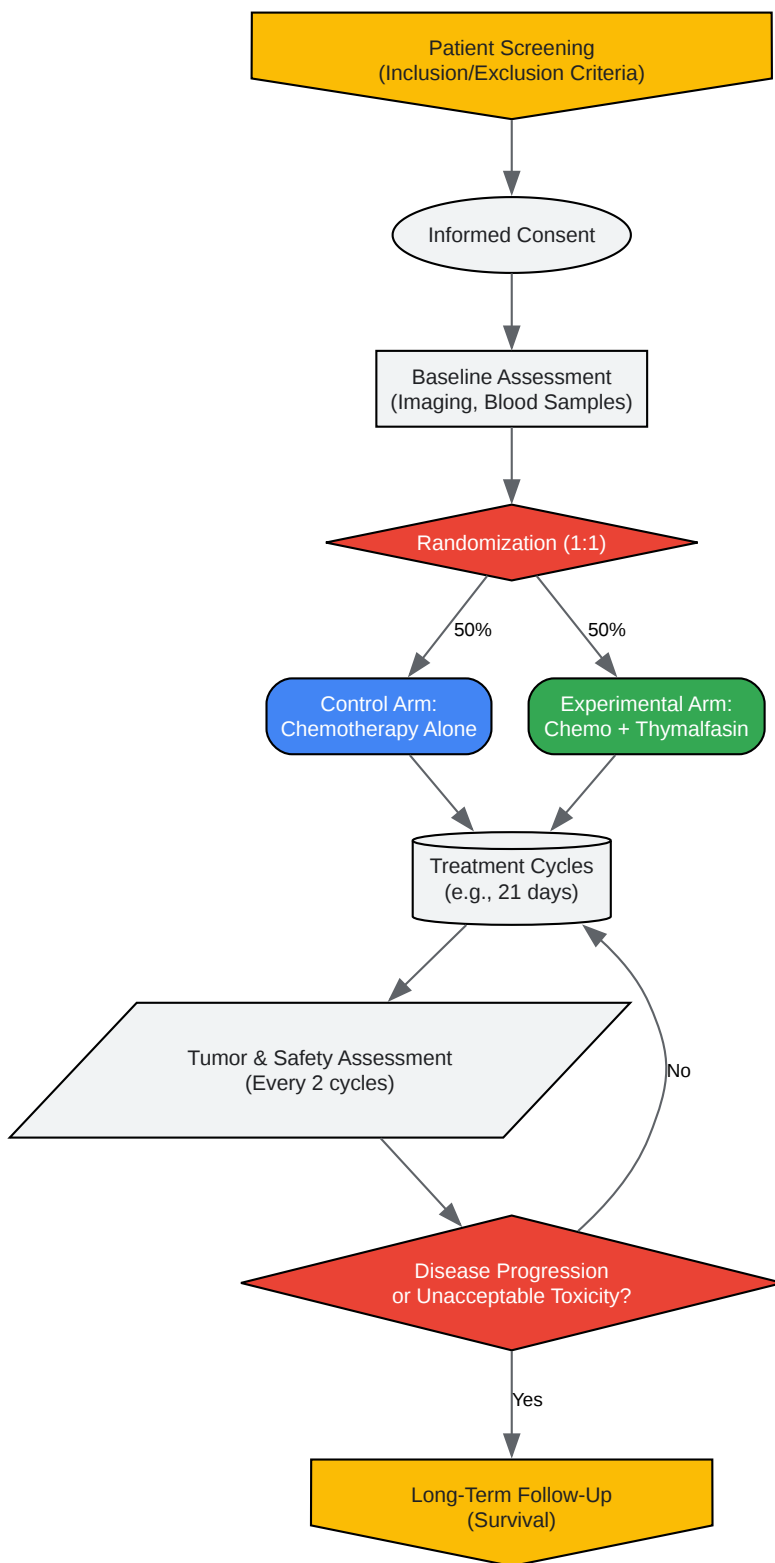 Patient Screening
(Inclusion/Exclusion Criteria)
Informed Consent
Baseline Assessment
(Imaging, Blood Samples)
Randomization (1:1)
50%
50%
Control Arm:
Chemotherapy Alone
Experimental Arm:
Chemo + Thymalfasin
Treatment Cycles
(e.g., 21 days)
Tumor & Safety Assessment
(Every 2 cycles)
No
Disease Progression
or Unacceptable Toxicity?
Yes
Long-Term Follow-Up
(Survival)